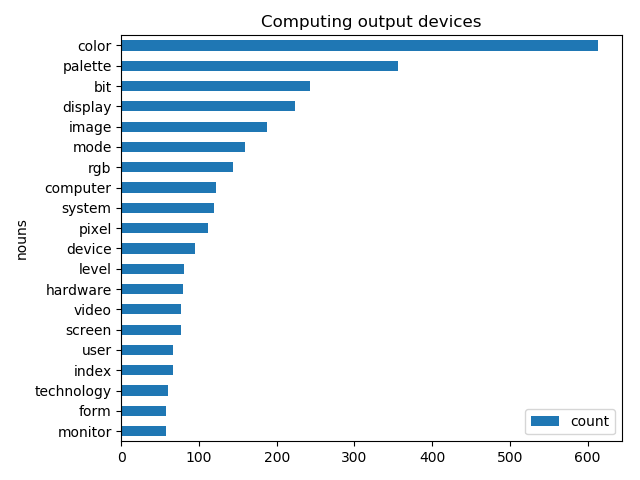 Computing output devices
color
palette
bit
display
image
mode
rgb
computer
system
pixel
device
level
hardware
video
screen
user
index
technology
form
monitor
nouns
0 100 200 300 400 500 600
count